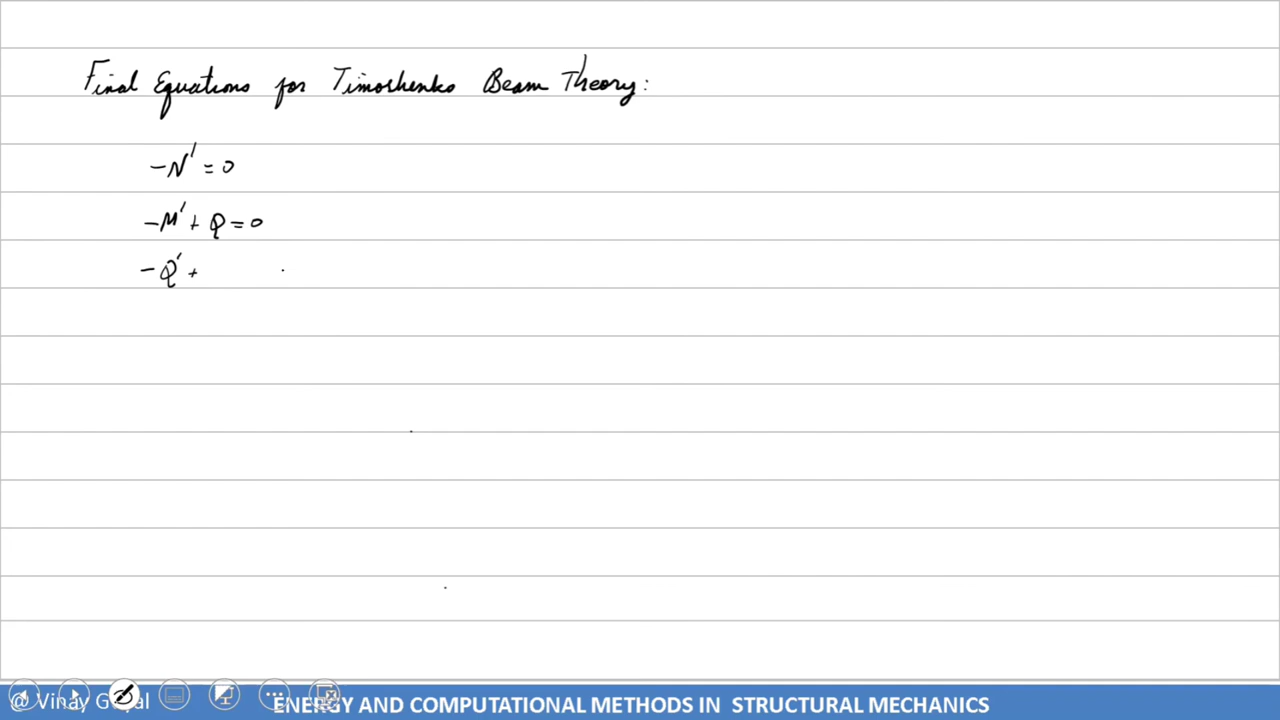 Final Equations for Timoshenko Beam Theory:
-N' = 0
-M' + Q = 0
-Q' +
@ Vinay Goyal
ENERGY AND COMPUTATIONAL METHODS IN STRUCTURAL MECHANICS